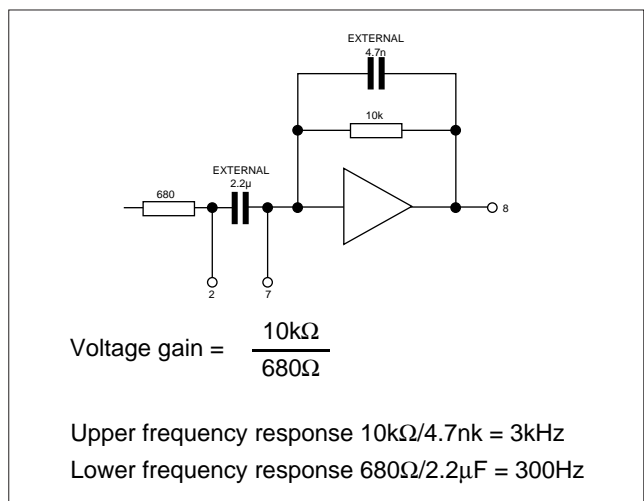 EXTERNAL
4.7n
10k
EXTERNAL
2.2µ
680
8
2
7
Voltage gain = 10kΩ
680Ω
Upper frequency response 10kΩ/4.7nk = 3kHz
Lower frequency response 680Ω/2.2µF = 300Hz